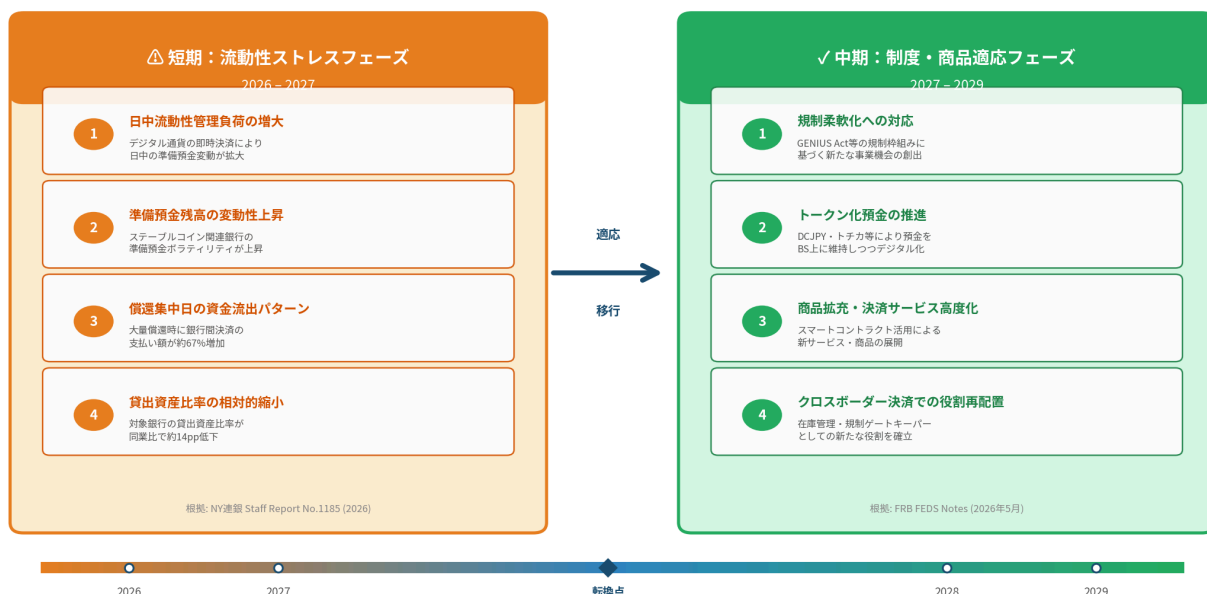 ⚠ 短期：流動性ストレスフェーズ
2026 – 2027
1
日中流動性管理負荷の増大
デジタル通貨の即時決済により
日中の準備預金変動が拡大
2
準備預金残高の変動性上昇
ステーブルコイン関連銀行の
準備預金ボラティリティが上昇
3
償還集中日の資金流出パターン
大量償還時に銀行間決済の
支払い額が約67%増加
4
貸出資産比率の相対的縮小
対象銀行の貸出資産比率が
同業比で約14pp低下
根拠: NY連銀 Staff Report No.1185 (2026)
適応
移行
✓ 中期：制度・商品適応フェーズ
2027 – 2029
1
規制柔軟化への対応
GENIUS Act等の規制枠組みに
基づく新たな事業機会の創出
2
トークン化預金の推進
DCJPY・トチカ等により預金を
BS上に維持しつつデジタル化
3
商品拡充・決済サービス高度化
スマートコントラクト活用による
新サービス・商品の展開
4
クロスボーダー決済での役割再配置
在庫管理・規制ゲートキーパー
としての新たな役割を確立
根拠: FRB FEDS Notes (2026年5月)
2026
2027
転換点
2028
2029